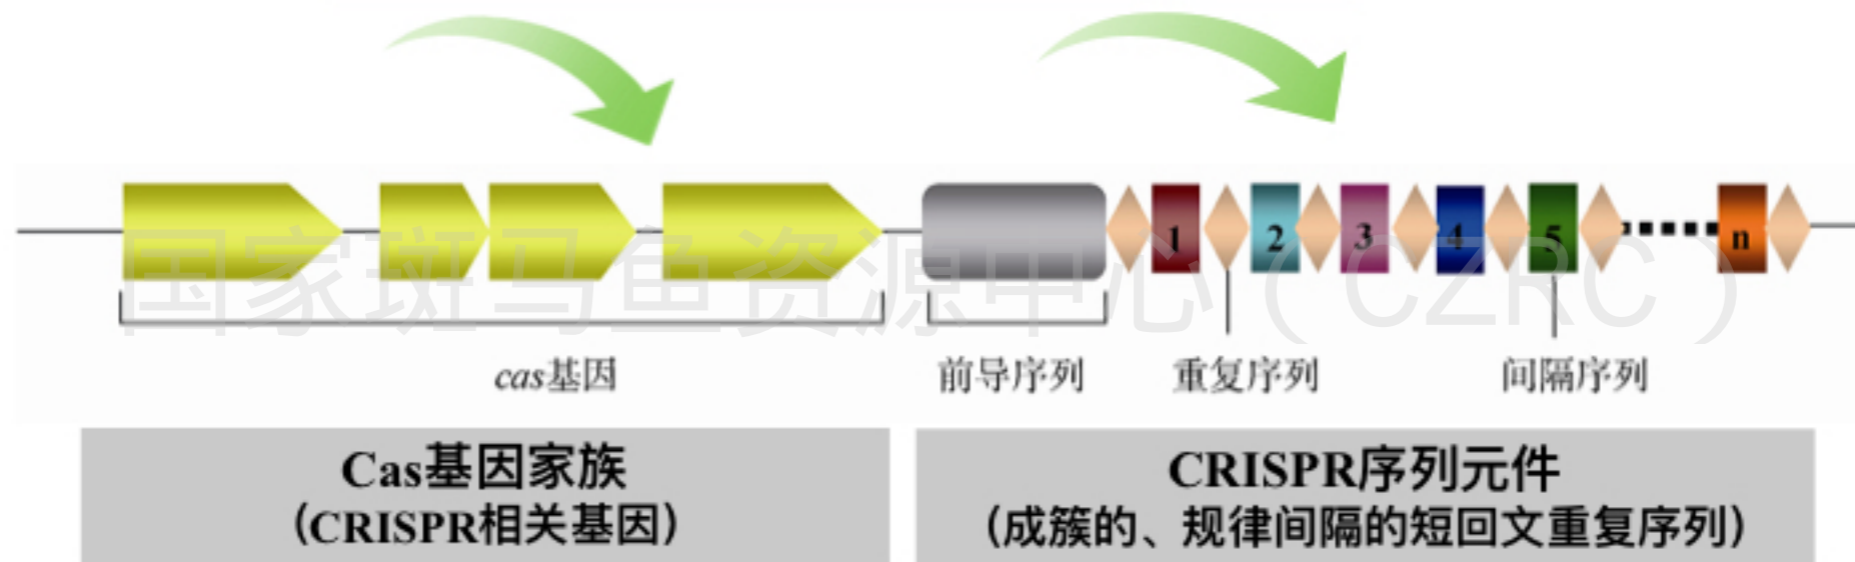 1 2 3 4 5 n
国家斑马鱼资源中心（CZRC）
cas基因 前导序列 重复序列 间隔序列
Cas基因家族
(CRISPR相关基因)
CRISPR序列元件
(成簇的、规律间隔的短回文重复序列)